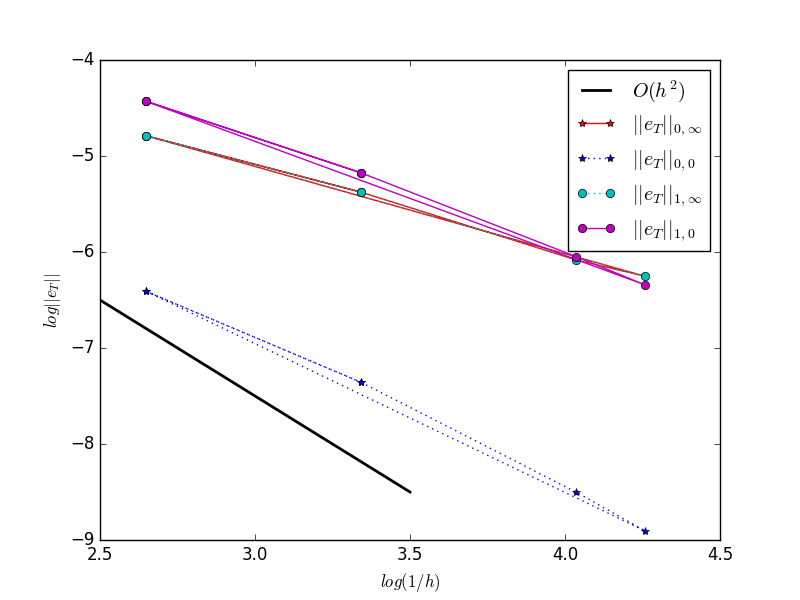 −4
−5
−6
−7
−8
−9
log||e_T||
2.5
3.0
3.5
4.0
4.5
log(1/h)
O(h^2)
||e_T||_{0,∞}
||e_T||_{0,0}
||e_T||_{1,∞}
||e_T||_{1,0}